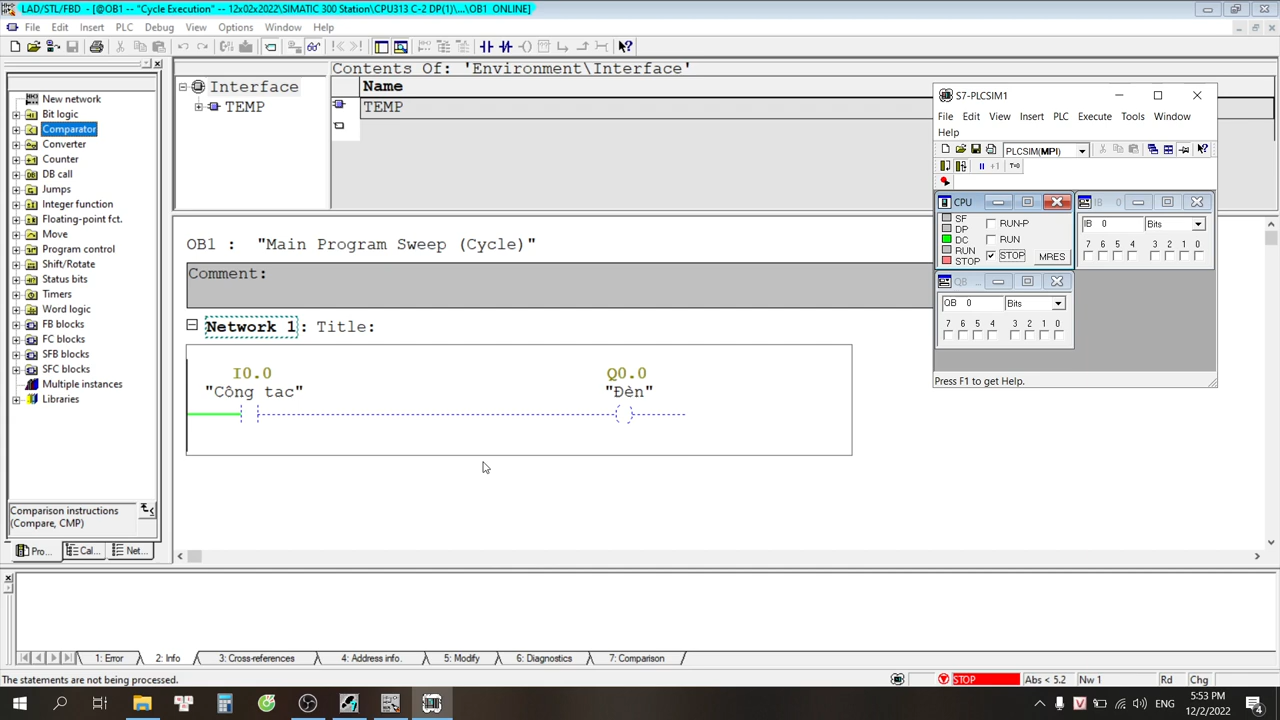 LAD/STL/FBD - [@OB1 -- "Cycle Execution" -- 12x02x2022\SIMATIC 300 Station\CPU313 C-2 DP(1)\...\OB1 ONLINE]
File Edit Insert PLC Debug View Options Window Help
New network
Bit logic
Comparator
Converter
Counter
DB call
Jumps
Integer function
Floating-point fct.
Move
Program control
Shift/Rotate
Status bits
Timers
Word logic
FB blocks
FC blocks
SFB blocks
SFC blocks
Multiple instances
Libraries
Comparison instructions
(Compare, CMP)
Pro... Cal... Net...
Interface
TEMP
Contents Of: 'Environment\Interface'
Name
TEMP
OB1 : "Main Program Sweep (Cycle)"
Comment:
Network 1: Title:
I0.0
"Công tac"
Q0.0
"Đèn"
S7-PLCSIM1
File Edit View Insert PLC Execute Tools Window
Help
PLCSIM(MPI)
+1
T=0
CPU
SF
DP
DC
RUN
STOP
RUN-P
RUN
STOP
MRES
IB 0
IB 0 Bits
7 6 5 4 3 2 1 0
QB ...
QB 0 Bits
7 6 5 4 3 2 1 0
Press F1 to get Help.
1: Error 2: Info 3: Cross-references 4: Address info. 5: Modify 6: Diagnostics 7: Comparison
The statements are not being processed.
STOP Abs < 5.2 Nw 1 Rd Chg
5:53 PM
12/2/2022
4